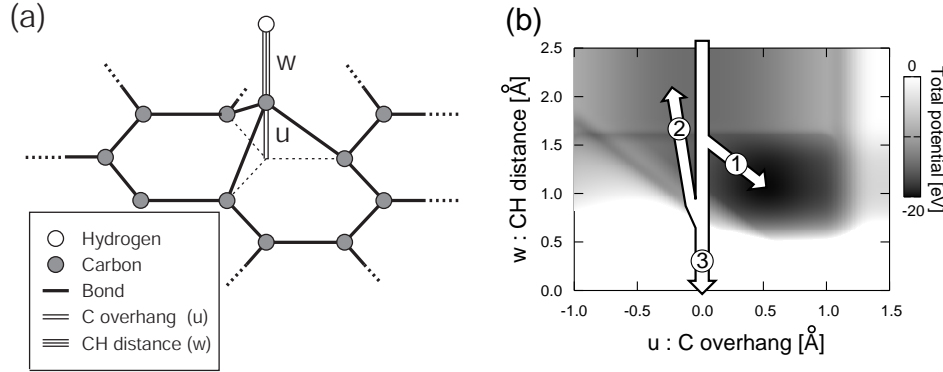 (a)
w
u
Hydrogen
Carbon
Bond
C overhang (u)
CH distance (w)
(b)
w : CH distance [Å]
2.5
2.0
1.5
1.0
0.5
0.0
2
1
3
-1.0 -0.5 0.0 0.5 1.0 1.5
u : C overhang [Å]
0
-20
Total potential [eV]